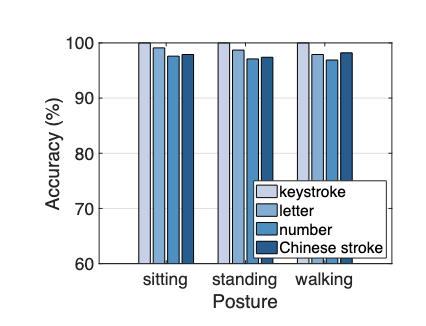 100
90
80
70
60
Accuracy (%)
keystroke
letter
number
Chinese stroke
sitting standing walking
Posture